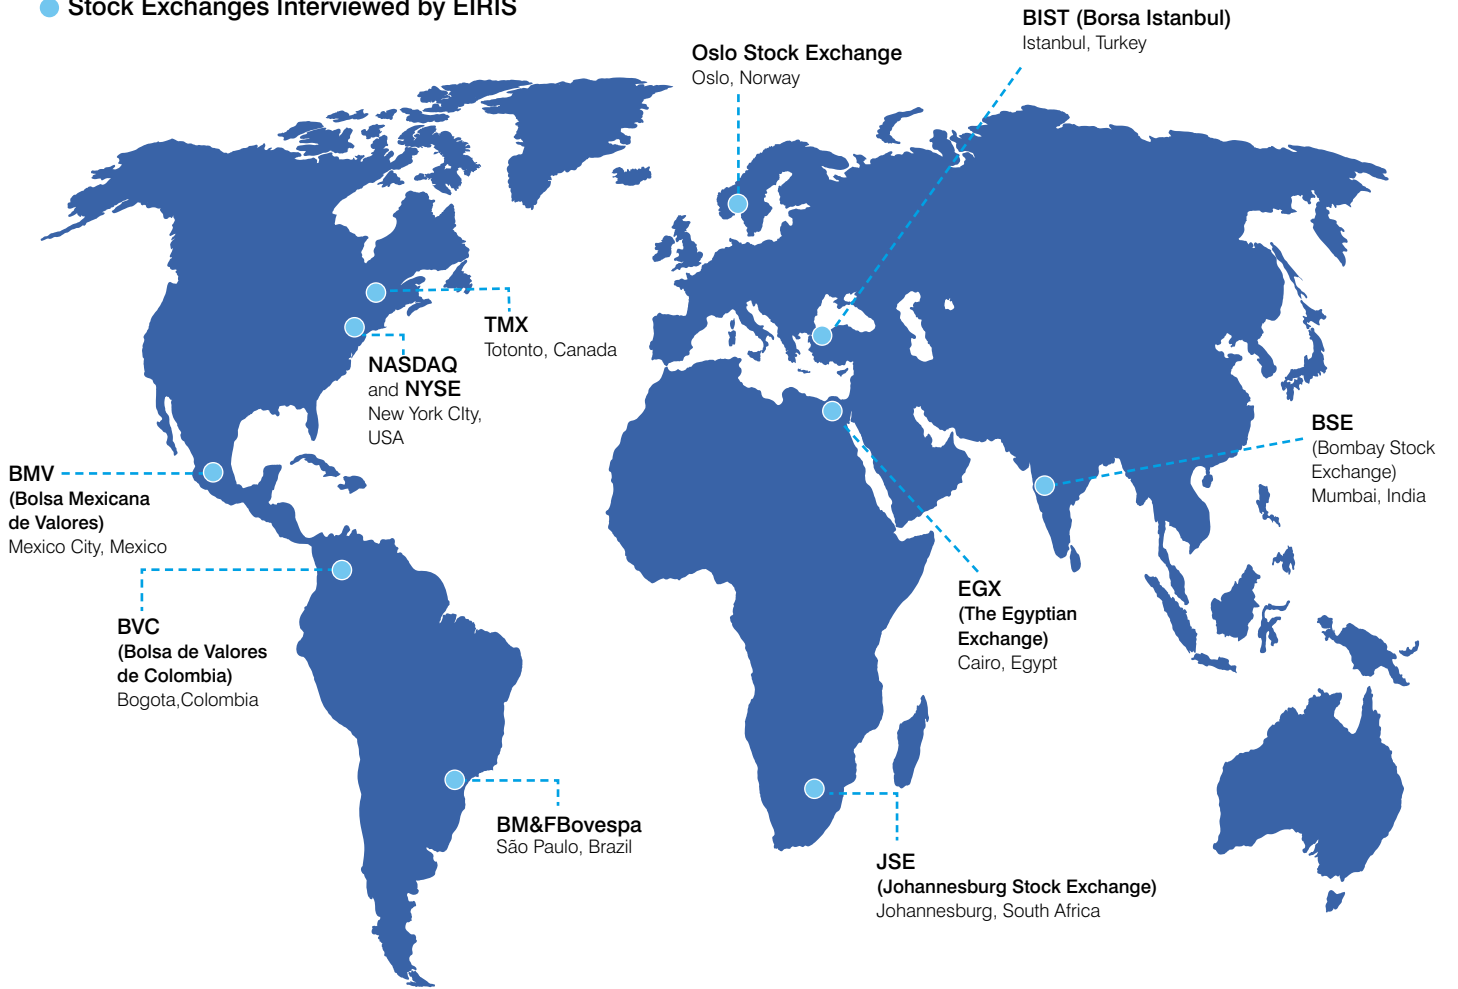 Stock Exchanges Interviewed by EIRIS
BIST (Borsa Istanbul)
Istanbul, Turkey
Oslo Stock Exchange
Oslo, Norway
TMX
Totonto, Canada
NASDAQ
and NYSE
New York CIty,
USA
BMV
(Bolsa Mexicana
de Valores)
Mexico City, Mexico
BSE
(Bombay Stock
Exchange)
Mumbai, India
BVC
(Bolsa de Valores
de Colombia)
Bogota,Colombia
EGX
(The Egyptian
Exchange)
Cairo, Egypt
BM&FBovespa
São Paulo, Brazil
JSE
(Johannesburg Stock Exchange)
Johannesburg, South Africa